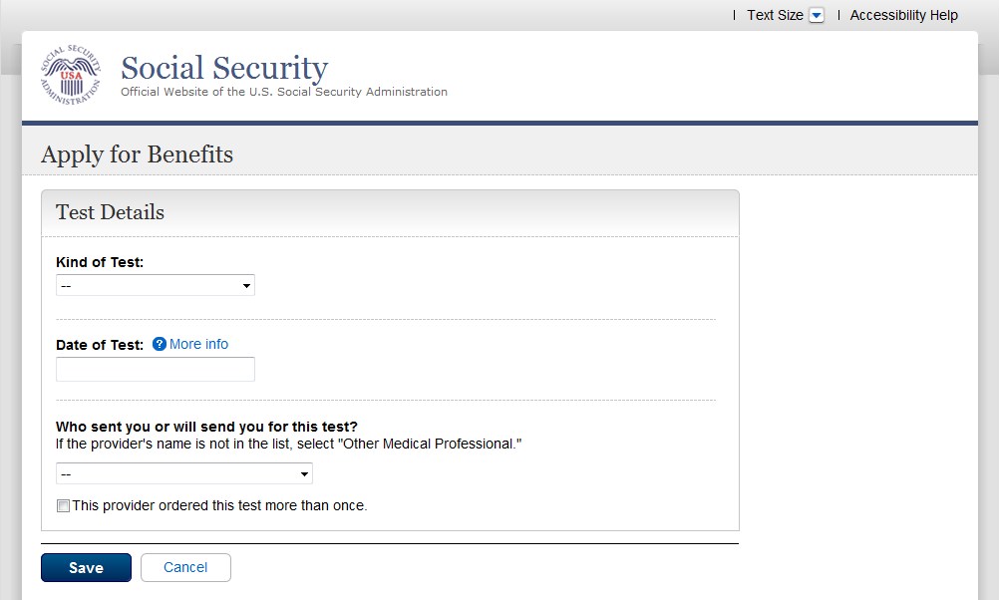 Text Size
Accessibility Help
SOCIAL SECURITY
USA
ADMINISTRATION
Social Security
Official Website of the U.S. Social Security Administration
Apply for Benefits
Test Details
Kind of Test:
--
Date of Test: ? More info
Who sent you or will send you for this test?
If the provider's name is not in the list, select "Other Medical Professional."
--
This provider ordered this test more than once.
Save
Cancel